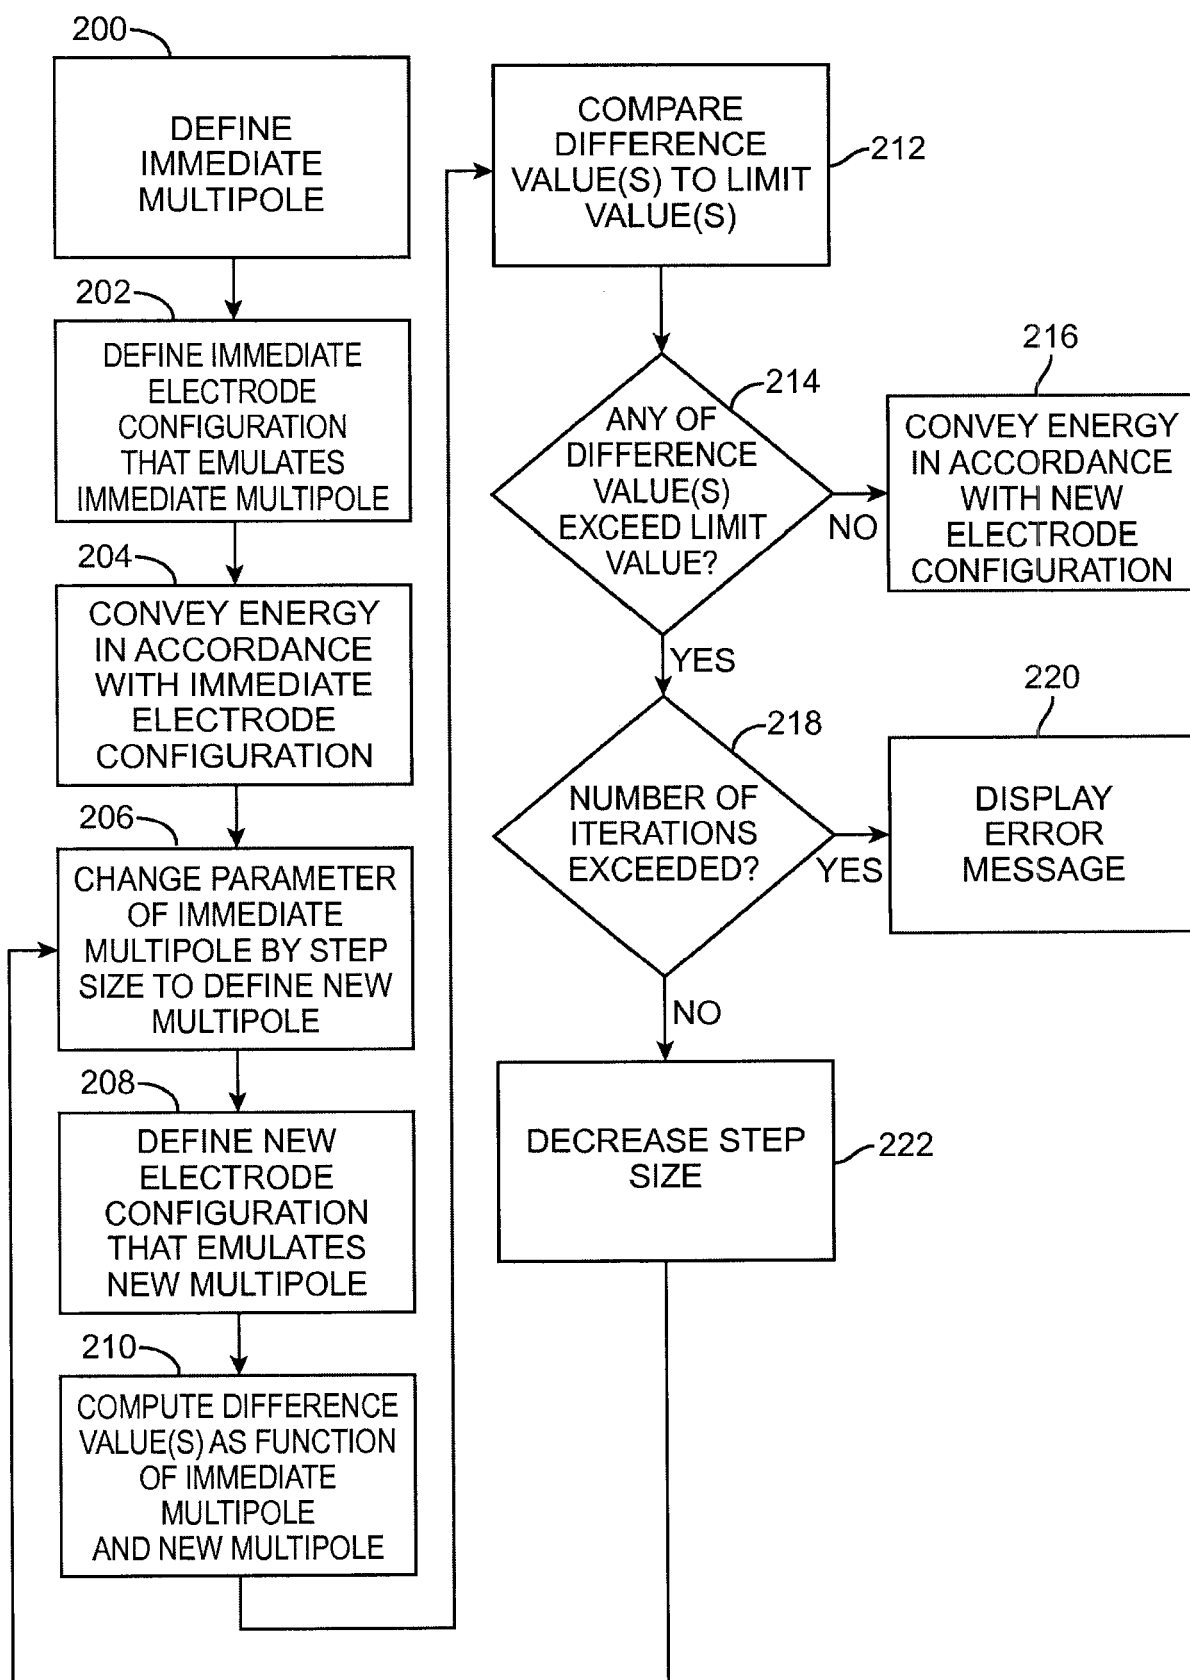 200
DEFINE
IMMEDIATE
MULTIPOLE
202
DEFINE IMMEDIATE
ELECTRODE
CONFIGURATION
THAT EMULATES
IMMEDIATE MULTIPOLE
204
CONVEY ENERGY
IN ACCORDANCE
WITH IMMEDIATE
ELECTRODE
CONFIGURATION
206
CHANGE PARAMETER
OF IMMEDIATE
MULTIPOLE BY STEP
SIZE TO DEFINE NEW
MULTIPOLE
208
DEFINE NEW
ELECTRODE
CONFIGURATION
THAT EMULATES
NEW MULTIPOLE
210
COMPUTE DIFFERENCE
VALUE(S) AS FUNCTION
OF IMMEDIATE
MULTIPOLE
AND NEW MULTIPOLE
COMPARE
DIFFERENCE
VALUE(S) TO LIMIT
VALUE(S)
212
214
ANY OF
DIFFERENCE
VALUE(S)
EXCEED LIMIT
VALUE?
NO
YES
216
CONVEY ENERGY
IN ACCORDANCE
WITH NEW
ELECTRODE
CONFIGURATION
218
NUMBER OF
ITERATIONS
EXCEEDED?
YES
NO
220
DISPLAY
ERROR
MESSAGE
DECREASE STEP
SIZE
222